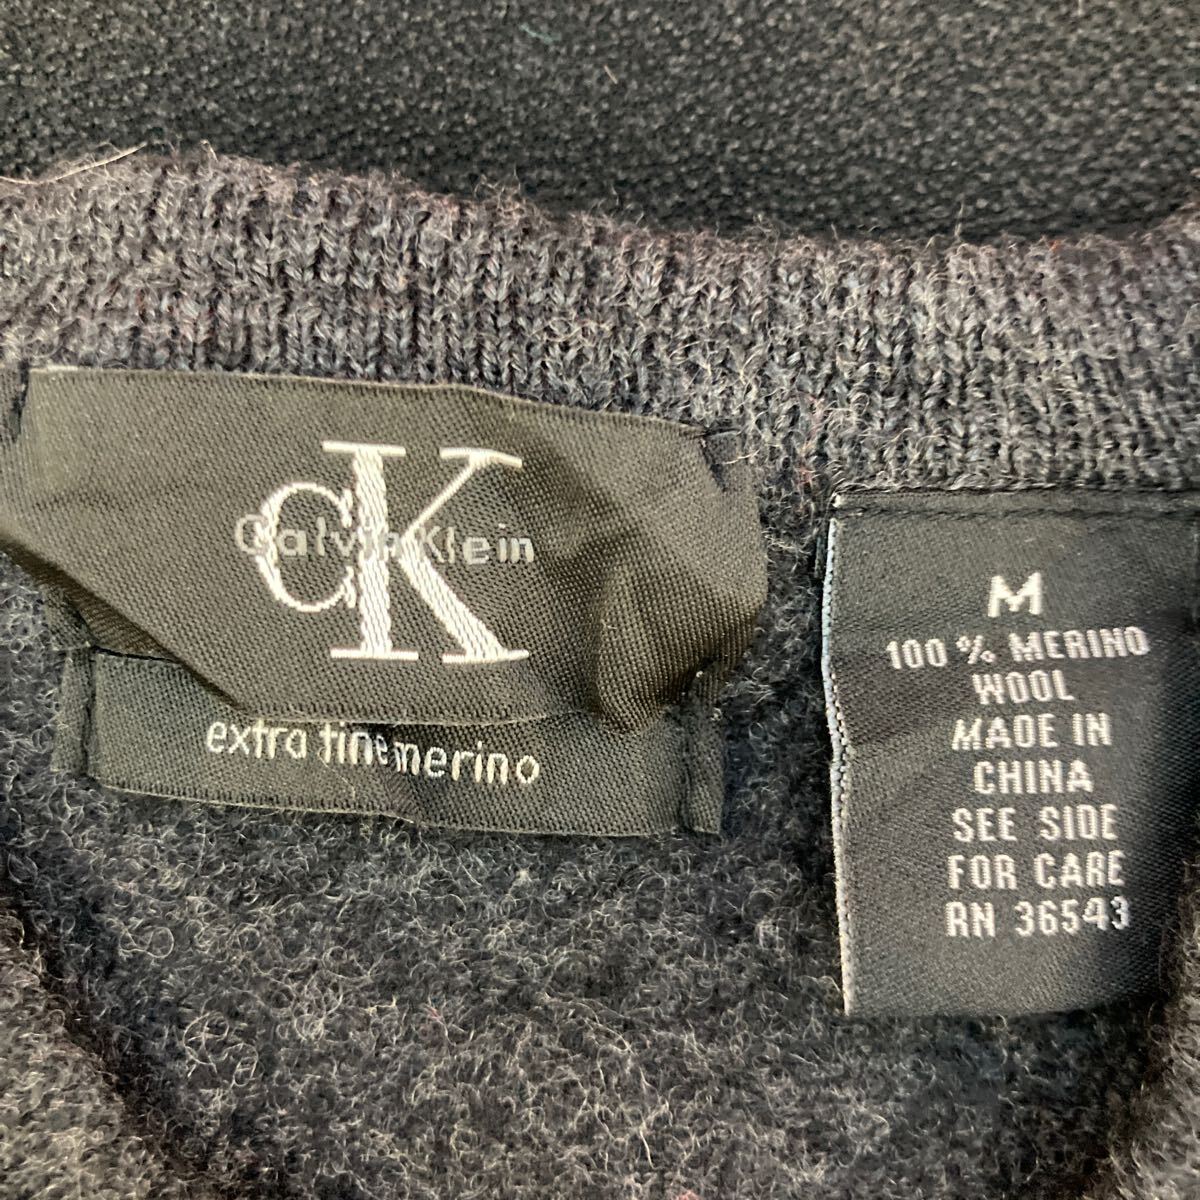 CK
Calvin Klein
extra fine merino
M
100 % MERINO
WOOL
MADE IN
CHINA
SEE SIDE
FOR CARE
RN 36543